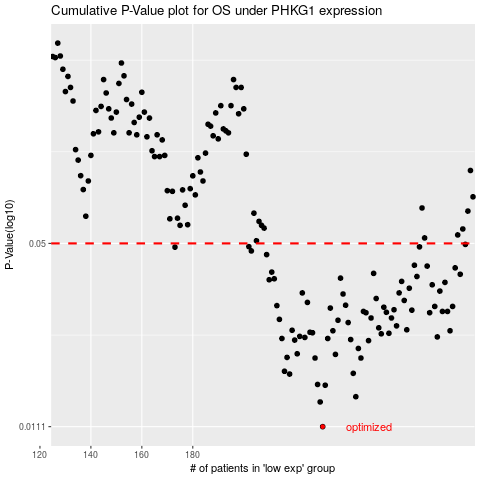 Cumulative P-Value plot for OS under PHKG1 expression
P-Value(log10)
0.05
0.0111
optimized
120 140 160 180
# of patients in 'low exp' group